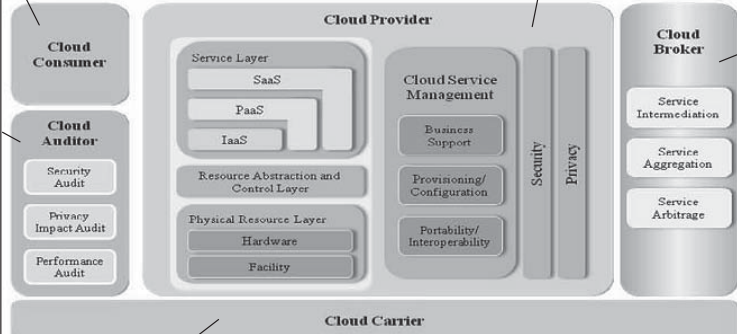 Cloud
Consumer
Cloud
Auditor
Security
Audit
Privacy
Impact Audit
Performance
Audit
Cloud Provider
Service Layer
SaaS
PaaS
IaaS
Resource Abstraction and
Control Layer
Physical Resource Layer
Hardware
Facility
Cloud Service
Management
Business
Support
Provisioning/
Configuration
Portability/
Interoperability
Security
Privacy
Cloud
Broker
Service
Intermediation
Service
Aggregation
Service
Arbitrage
Cloud Carrier